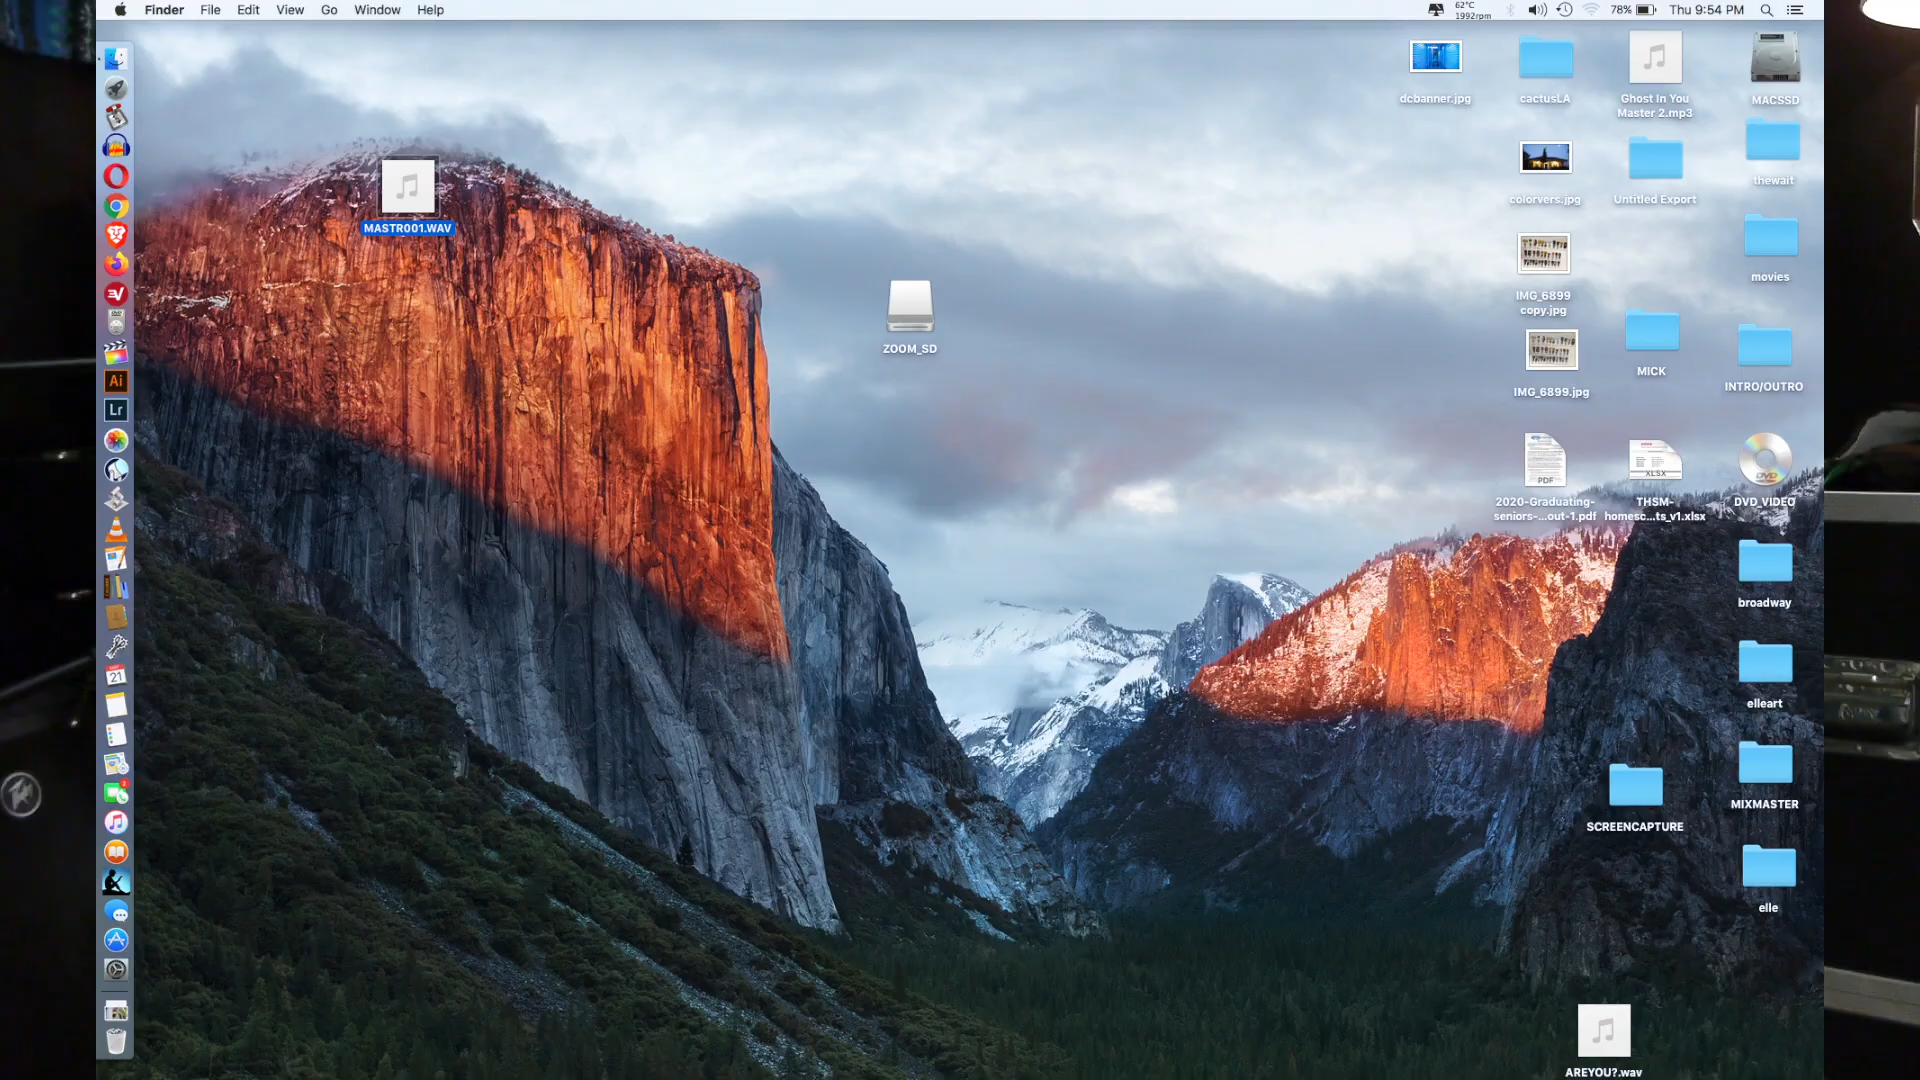 Finder File Edit View Go Window Help
62°C
1992rpm
78%
Thu 9:54 PM
dcbanner.jpg
cactusLA
Ghost In You
Master 2.mp3
MACSSD
thewait
colorvers.jpg
Untitled Export
MASTR001.WAV
movies
IMG_6899
copy.jpg
ZOOM_SD
MICK
INTRO/OUTRO
IMG_6899.jpg
Ai
Lr
PDF
XLSX
DVD
2020-Graduating-
seniors-...out-1.pdf
THSM-
homesc...ts_v1.xlsx
DVD_VIDEO
broadway
21
elleart
MIXMASTER
SCREENCAPTURE
elle
AREYOU?.wav